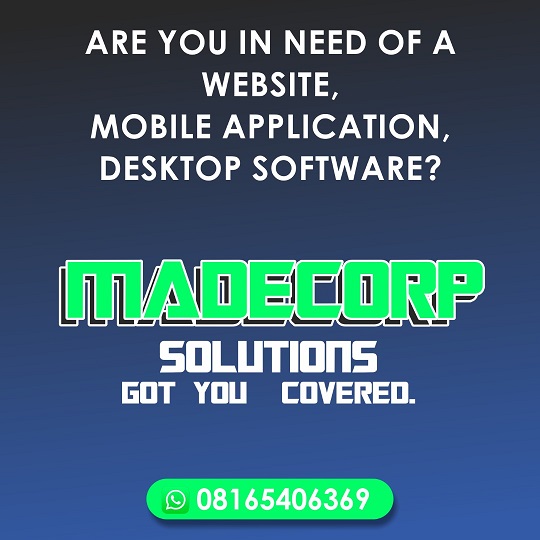 ARE YOU IN NEED OF A
WEBSITE,
MOBILE APPLICATION,
DESKTOP SOFTWARE?
MADECORP
SOLUTIONS
GOT YOU COVERED.
08165406369